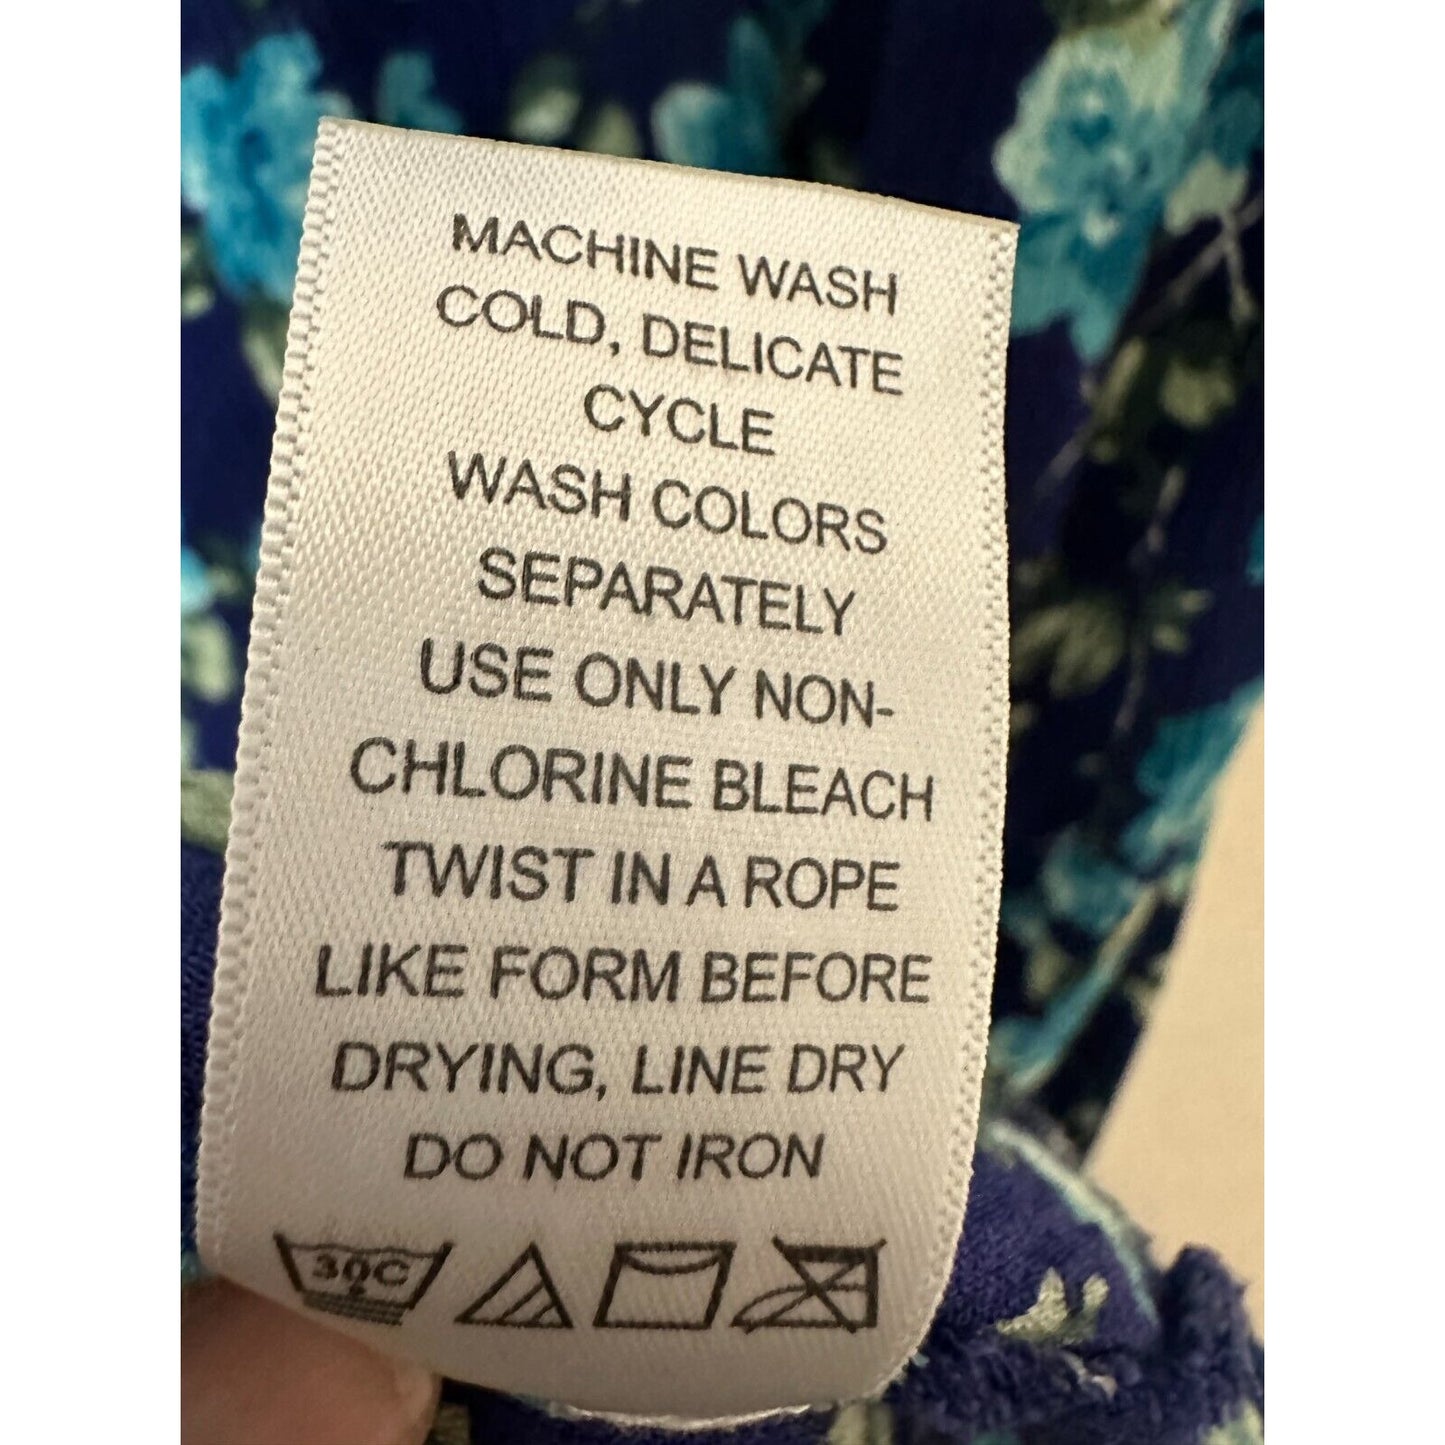 MACHINE WASH
COLD, DELICATE
CYCLE
WASH COLORS
SEPARATELY
USE ONLY NON-
CHLORINE BLEACH
TWIST IN A ROPE
LIKE FORM BEFORE
DRYING, LINE DRY
DO NOT IRON
30C